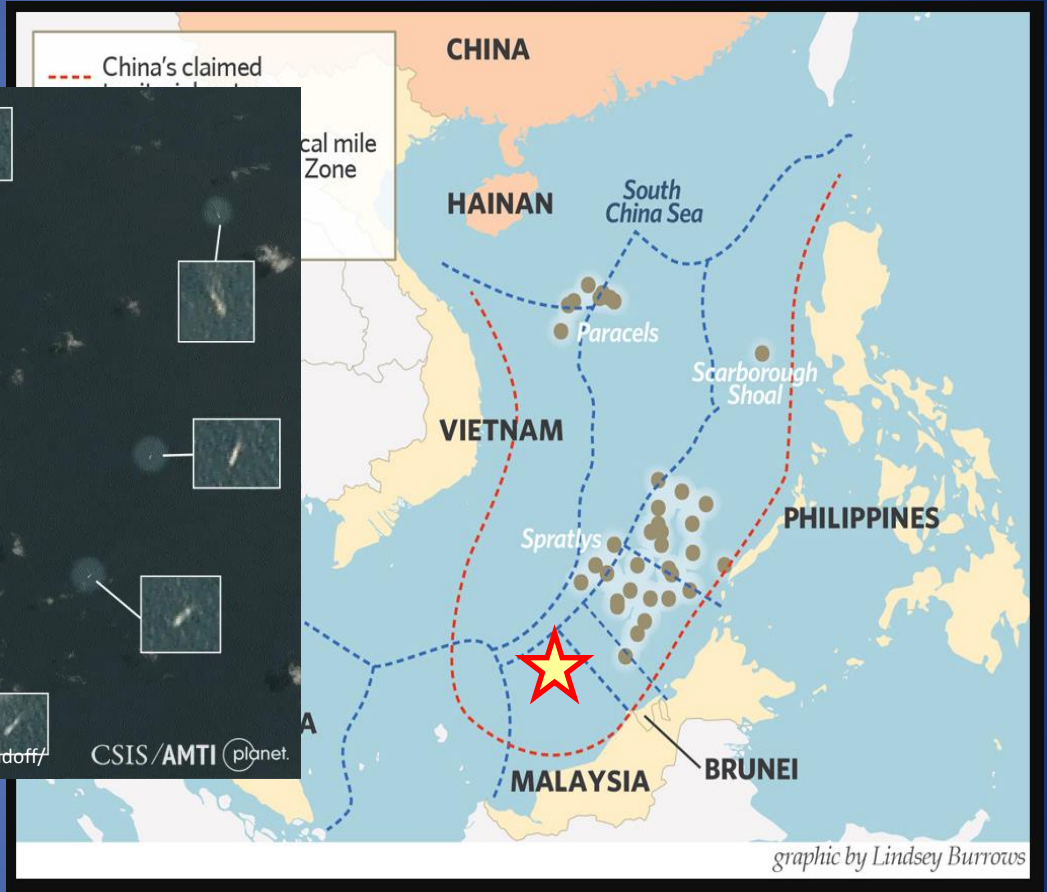 CHINA
China's claimed
cal mile
Zone
HAINAN
South
China Sea
Paracels
Scarborough
Shoal
VIETNAM
Spratlys
PHILIPPINES
A
doff/
CSIS/AMTI planet.
MALAYSIA
BRUNEI
graphic by Lindsey Burrows